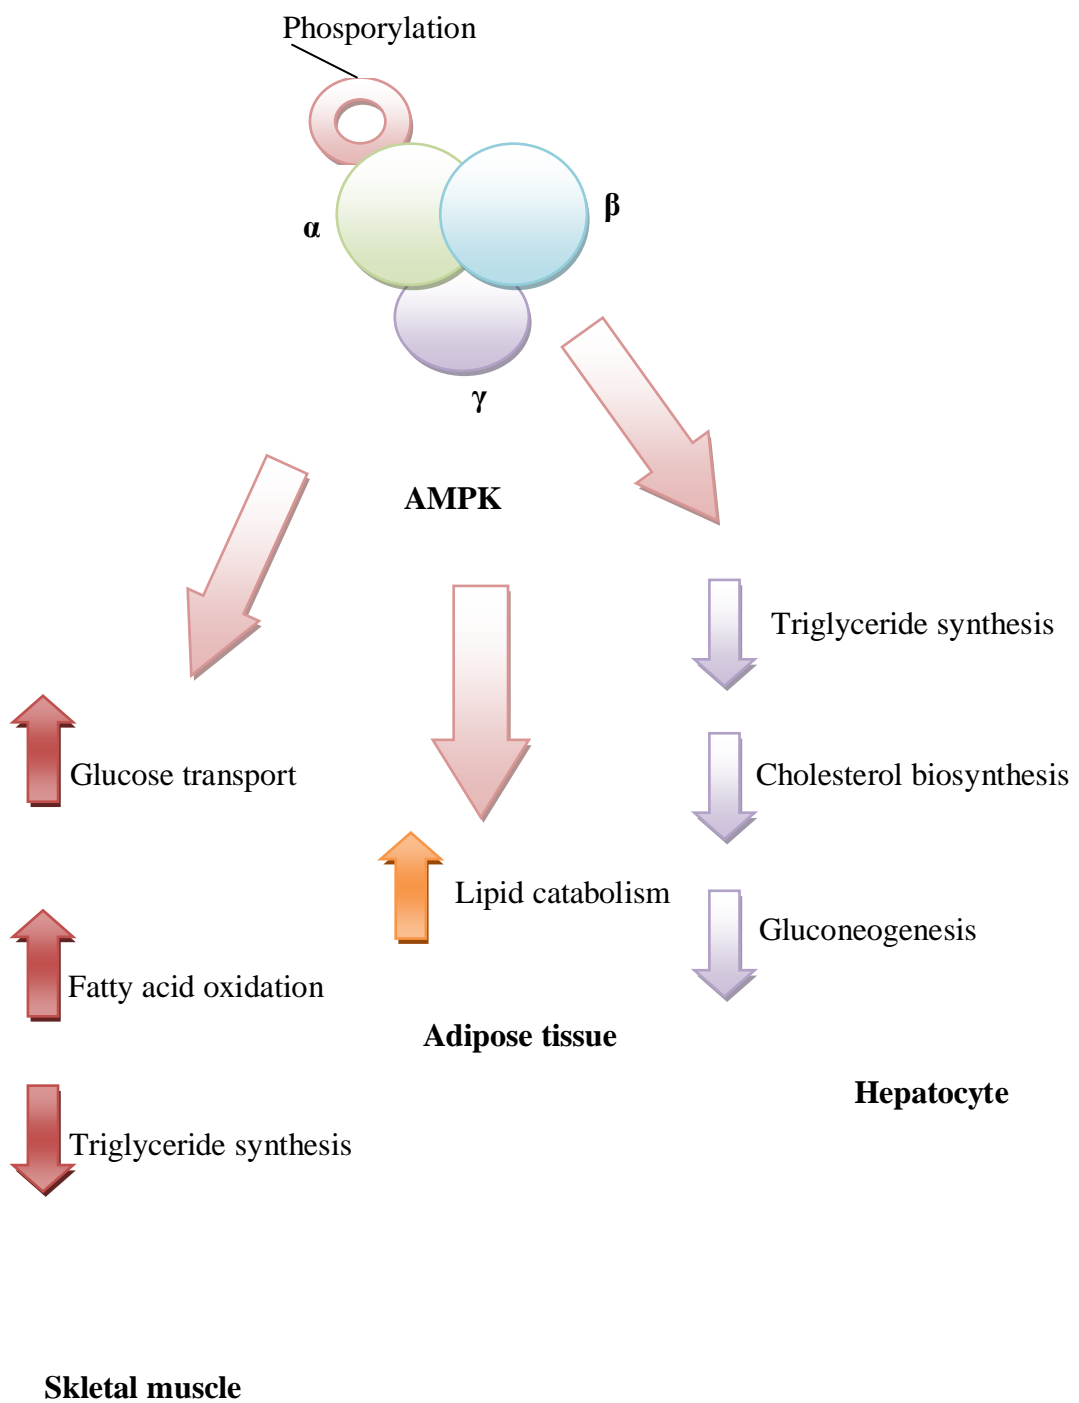 Phosporylation
α
β
γ
AMPK
Glucose transport
Fatty acid oxidation
Triglyceride synthesis
Skletal muscle
Lipid catabolism
Adipose tissue
Triglyceride synthesis
Cholesterol biosynthesis
Gluconeogenesis
Hepatocyte